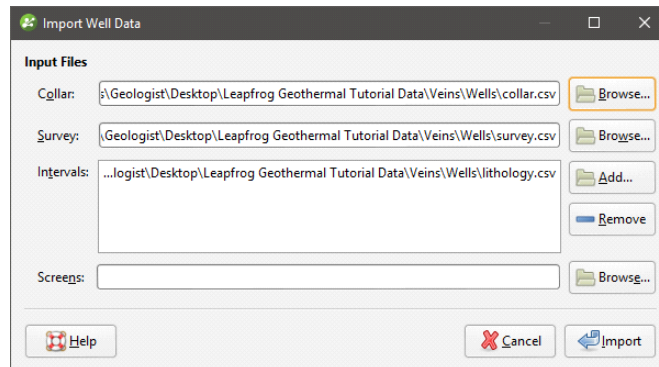 Import Well Data
Input Files
Collar: s\Geologist\Desktop\Leapfrog Geothermal Tutorial Data\Veins\Wells\collar.csv Browse...
Survey: \Geologist\Desktop\Leapfrog Geothermal Tutorial Data\Veins\Wells\survey.csv Browse...
Intervals: ...logist\Desktop\Leapfrog Geothermal Tutorial Data\Veins\Wells\lithology.csv Add...
Remove
Screens: Browse...
Help Cancel Import